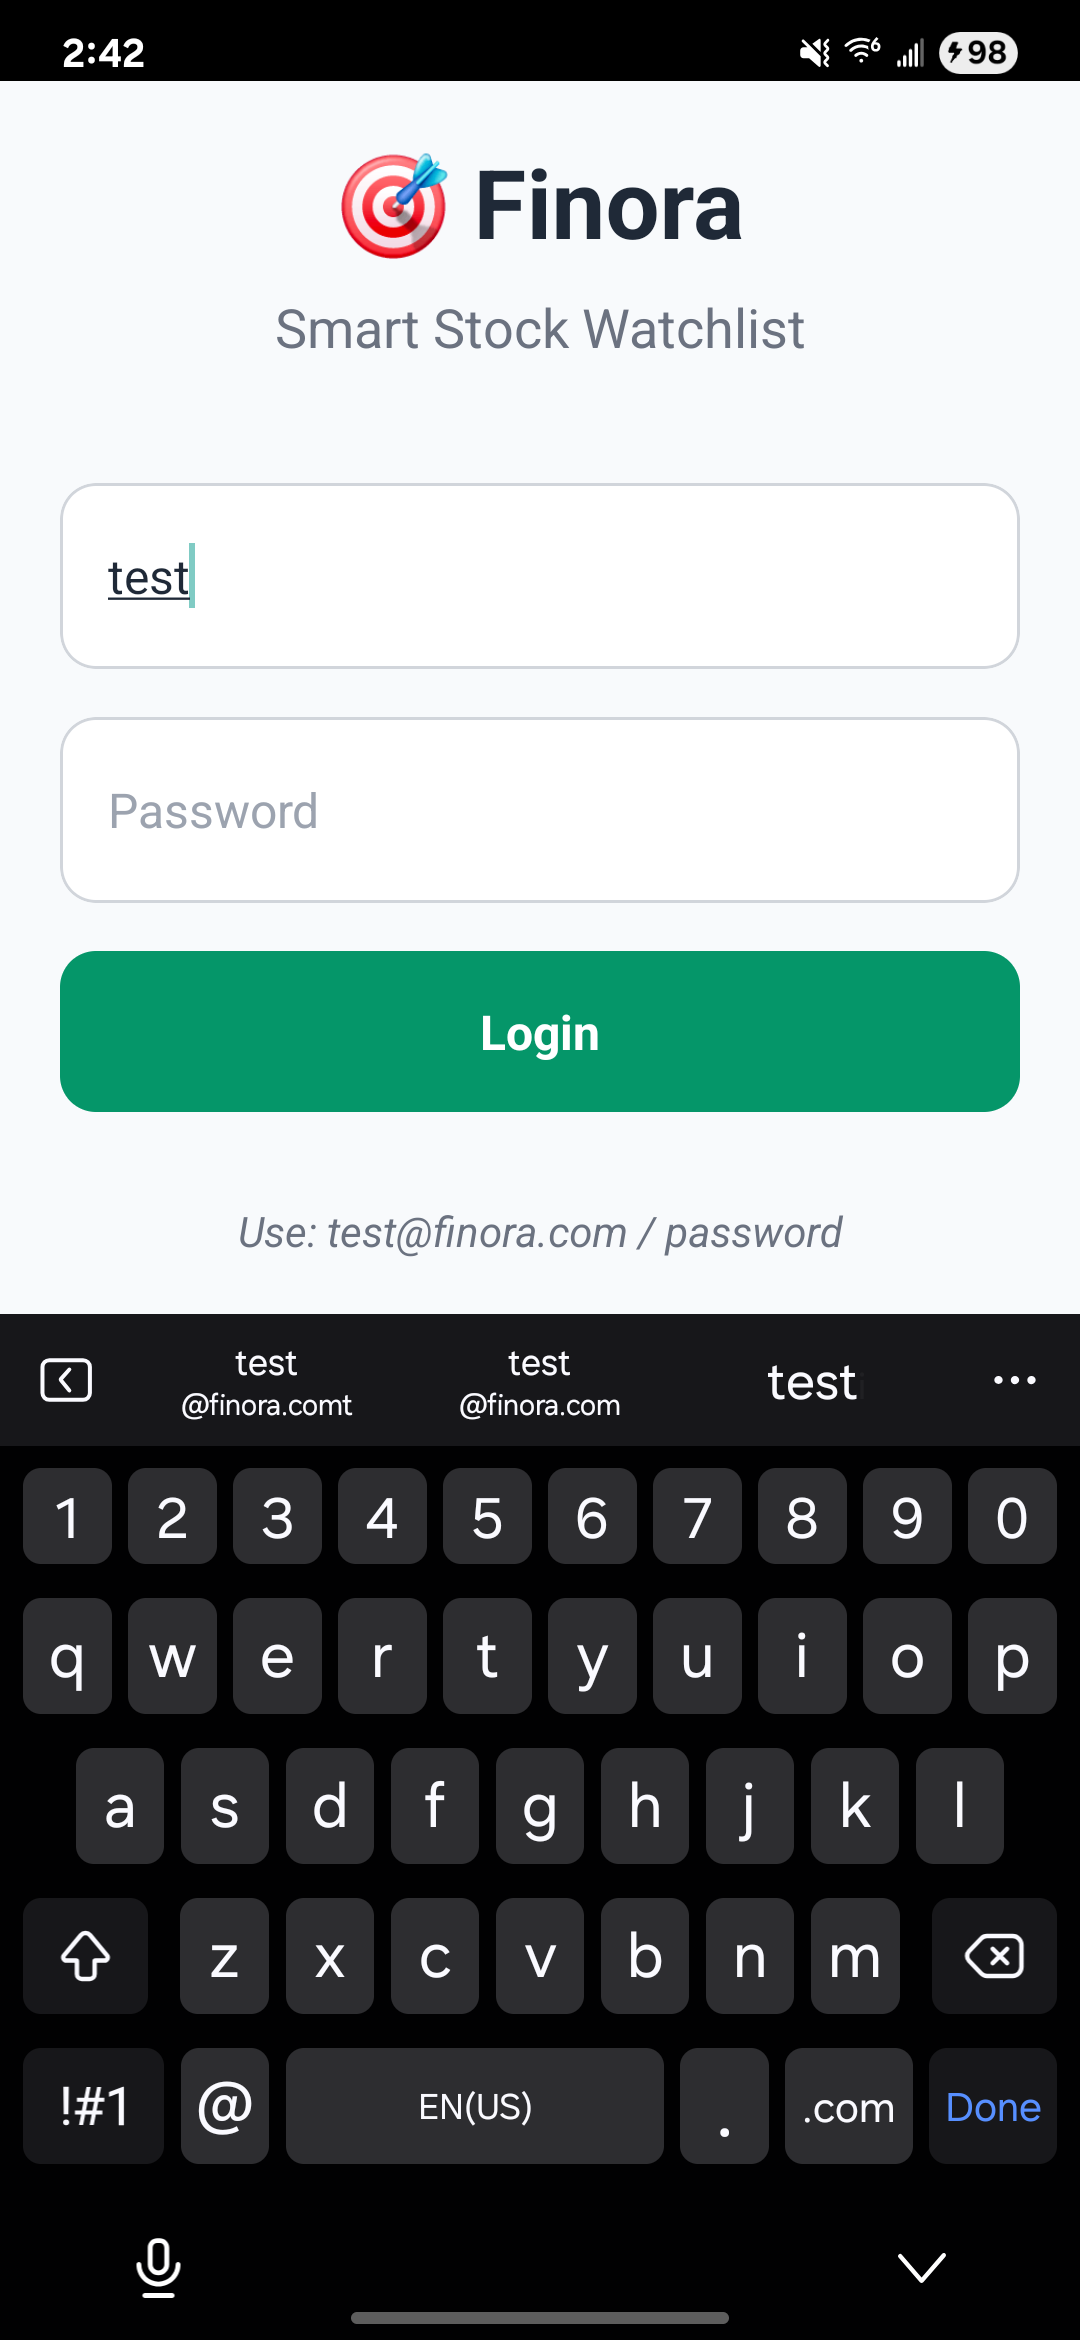 2:42
6
98
Finora
Smart Stock Watchlist
test
Password
Login
Use: test@finora.com / password
test
@finora.comt
test
@finora.com
test
1 2 3 4 5 6 7 8 9 0
q w e r t y u i o p
a s d f g h j k l
z x c v b n m
!#1 @ EN(US) . .com Done